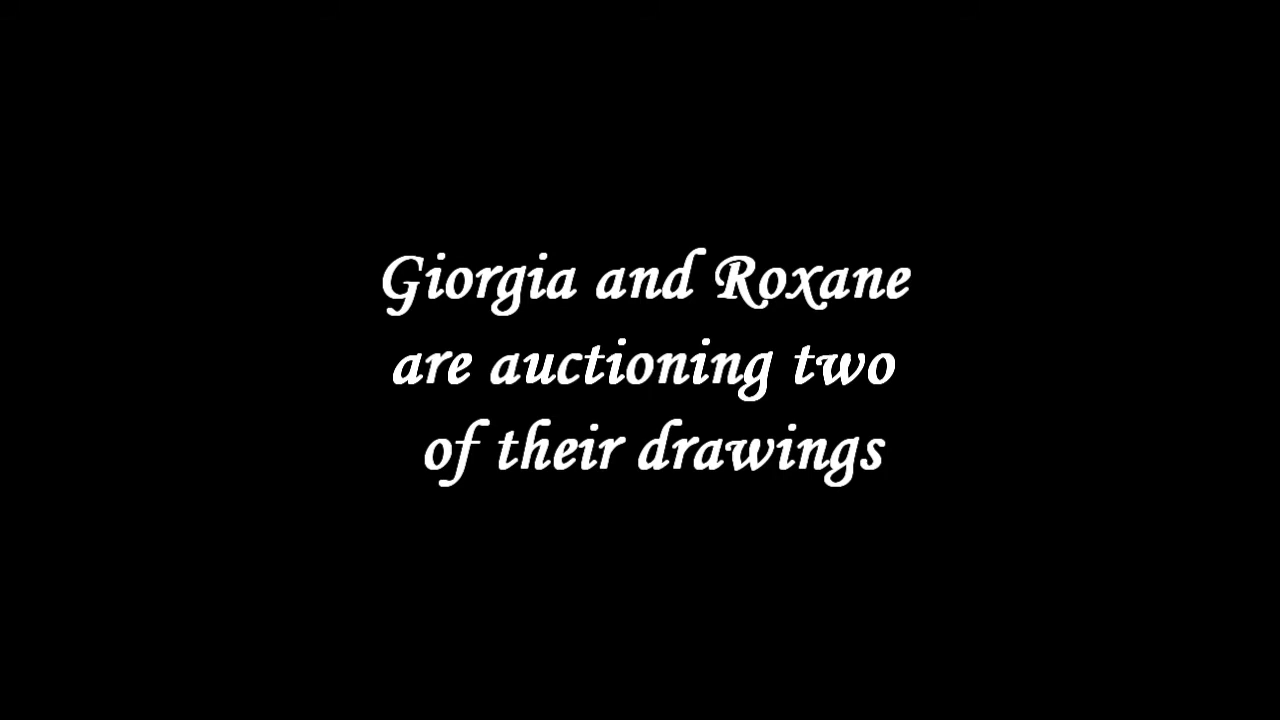 Giorgia and Roxane
are auctioning two
of their drawings